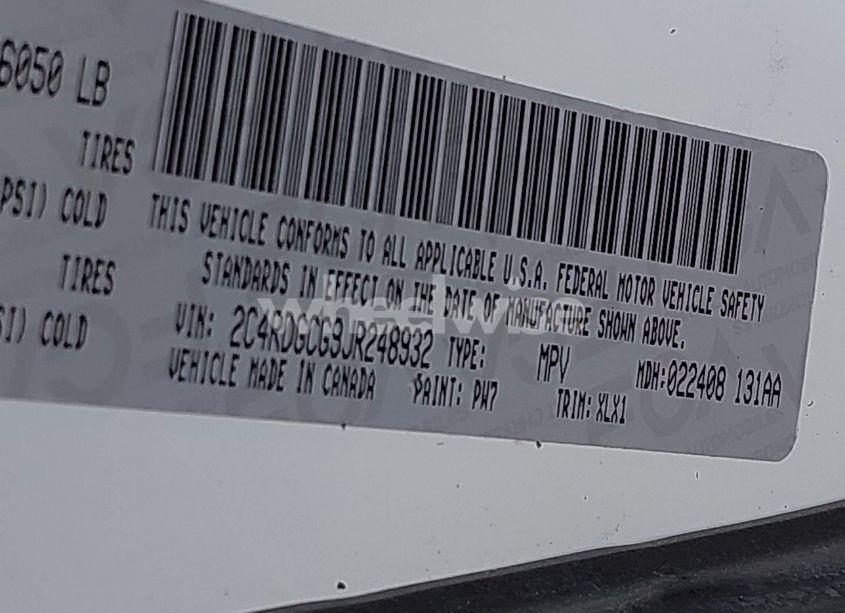 6050 LB
TIRES
PSI) COLD
TIRES
SI) COLD
THIS VEHICLE CONFORMS TO ALL APPLICABLE U.S.A. FEDERAL MOTOR VEHICLE SAFETY
STANDARDS IN EFFECT ON THE DATE OF MANUFACTURE SHOWN ABOVE.
VIN: 2C4RDGCG9JR248932 TYPE: MPV MDH:022408 131AA
VEHICLE MADE IN CANADA PAINT: PW7 TRIM: XLX1
wheelwire